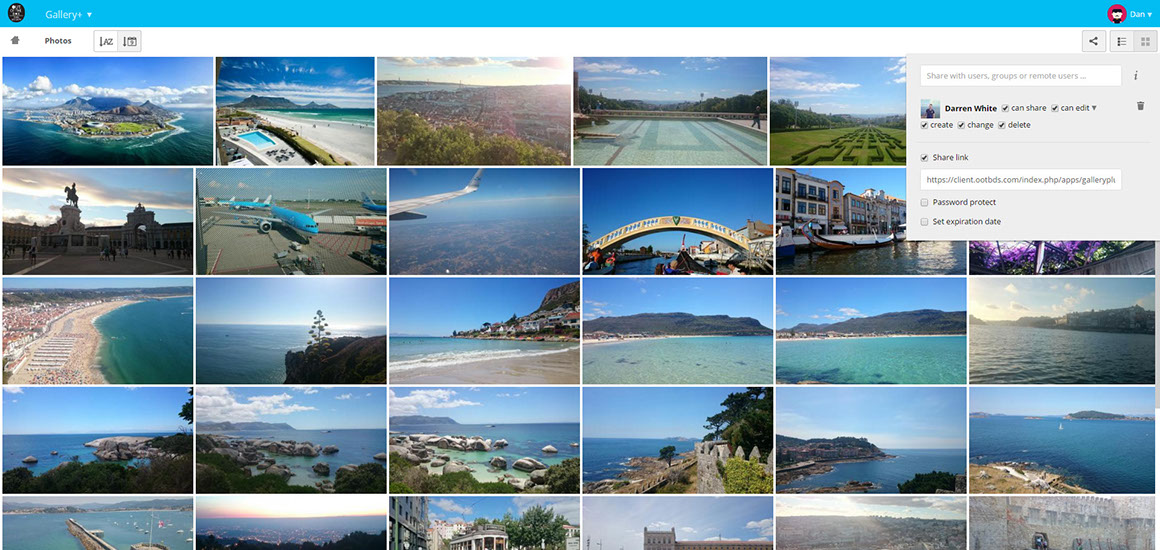 Gallery+
Dan
Photos
AZ
Share with users, groups or remote users ...
i
Darren White can share can edit
create change delete
Share link
https://client.ootbds.com/index.php/apps/galleryplu
Password protect
Set expiration date